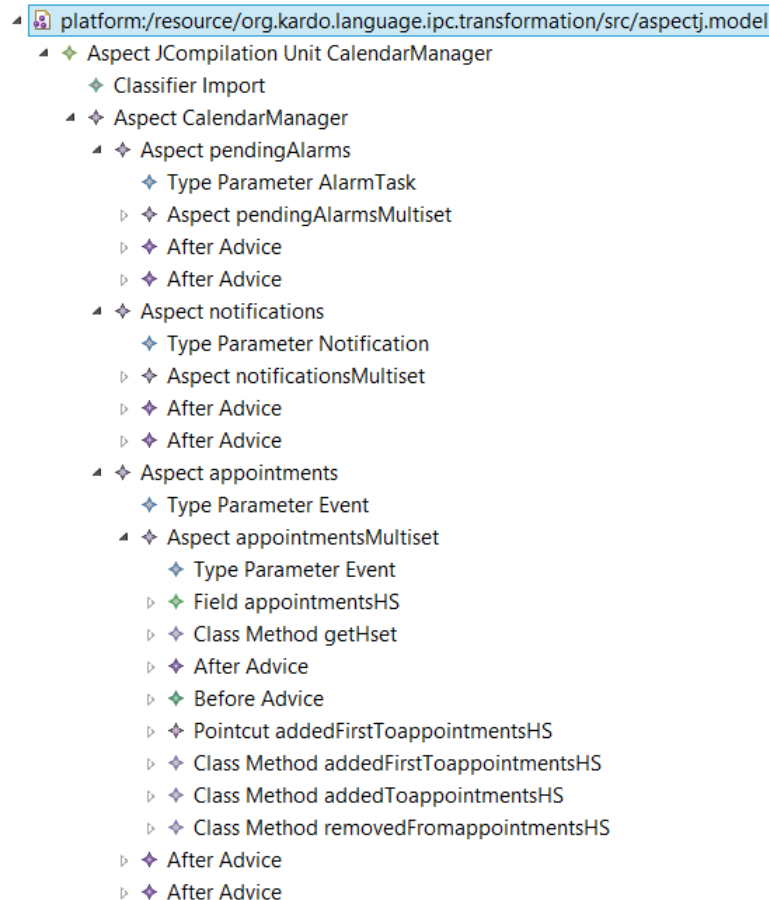 platform:/resource/org.kardo.language.ipc.transformation/src/aspectj.model
Aspect JCompilation Unit CalendarManager
Classifier Import
Aspect CalendarManager
Aspect pendingAlarms
Type Parameter AlarmTask
Aspect pendingAlarmsMultiset
After Advice
After Advice
Aspect notifications
Type Parameter Notification
Aspect notificationsMultiset
After Advice
After Advice
Aspect appointments
Type Parameter Event
Aspect appointmentsMultiset
Type Parameter Event
Field appointmentsHS
Class Method getHset
After Advice
Before Advice
Pointcut addedFirstToappointmentsHS
Class Method addedFirstToappointmentsHS
Class Method addedToappointmentsHS
Class Method removedFromappointmentsHS
After Advice
After Advice